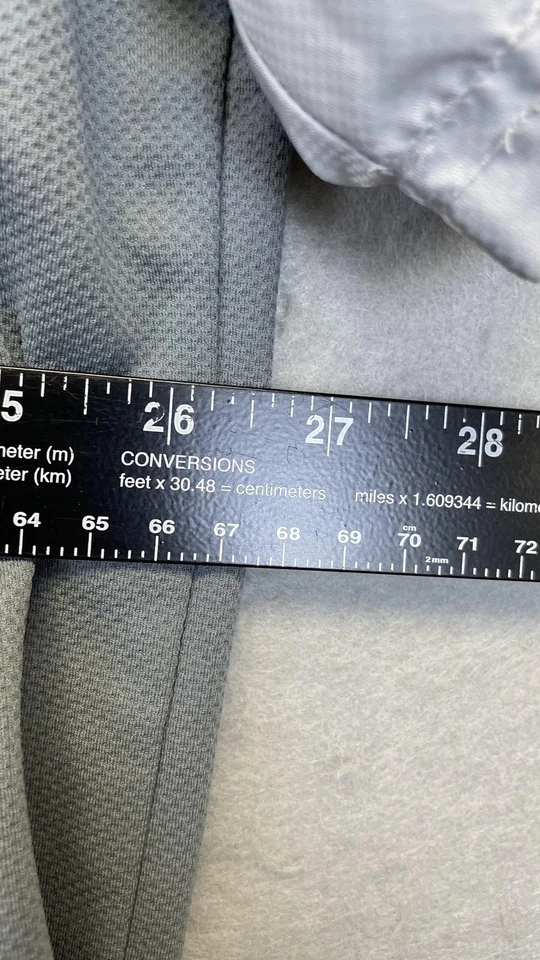 5 26 27 28
meter (m)
eter (km)
CONVERSIONS
feet x 30.48 = centimeters
miles x 1.609344 = kilome
64 65 66 67 68 69 cm 70 71 72
2mm